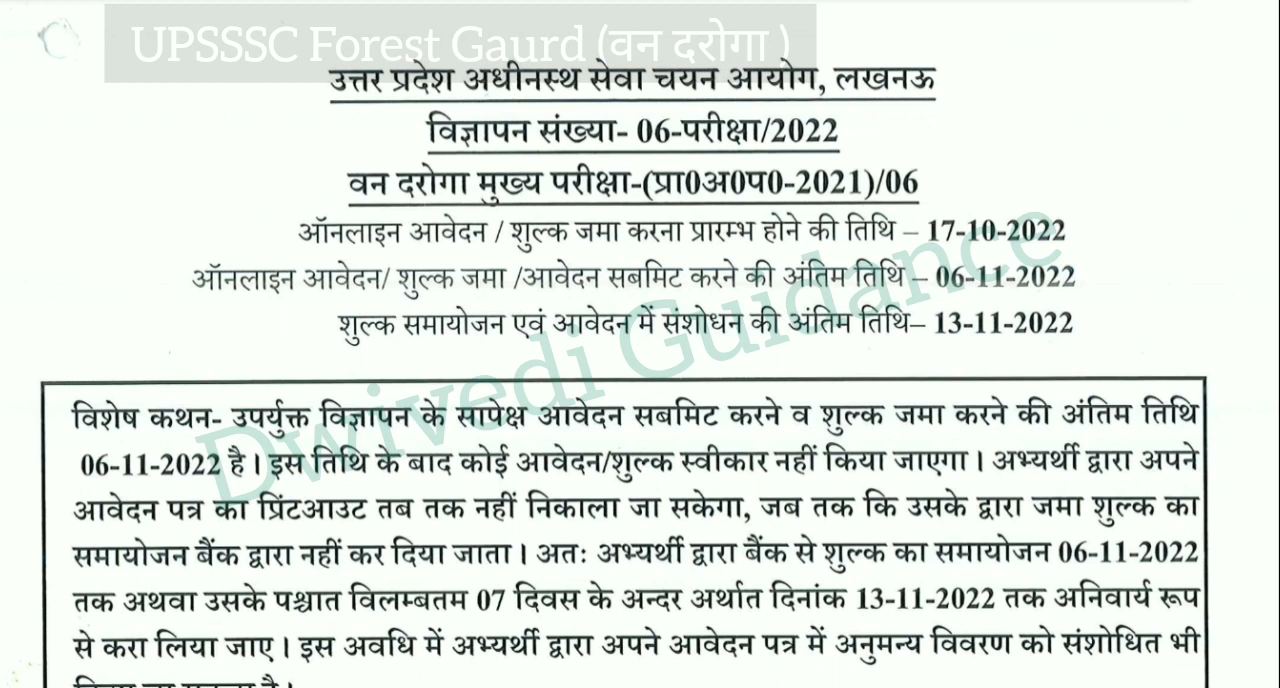 UPSSSC Forest Gaurd (वन दरोगा )
उत्तर प्रदेश अधीनस्थ सेवा चयन आयोग, लखनऊ
विज्ञापन संख्या- 06-परीक्षा/2022
वन दरोगा मुख्य परीक्षा-(प्रा0अ0प0-2021)/06
ऑनलाइन आवेदन / शुल्क जमा करना प्रारम्भ होने की तिथि – 17-10-2022
ऑनलाइन आवेदन/ शुल्क जमा /आवेदन सबमिट करने की अंतिम तिथि – 06-11-2022
शुल्क समायोजन एवं आवेदन में संशोधन की अंतिम तिथि– 13-11-2022
Dwivedi Guidance
विशेष कथन- उपर्युक्त विज्ञापन के सापेक्ष आवेदन सबमिट करने व शुल्क जमा करने की अंतिम तिथि
06-11-2022 है। इस तिथि के बाद कोई आवेदन/शुल्क स्वीकार नहीं किया जाएगा। अभ्यर्थी द्वारा अपने
आवेदन पत्र का प्रिंटआउट तब तक नहीं निकाला जा सकेगा, जब तक कि उसके द्वारा जमा शुल्क का
समायोजन बैंक द्वारा नहीं कर दिया जाता। अतः अभ्यर्थी द्वारा बैंक से शुल्क का समायोजन 06-11-2022
तक अथवा उसके पश्चात विलम्बतम 07 दिवस के अन्दर अर्थात दिनांक 13-11-2022 तक अनिवार्य रूप
से करा लिया जाए। इस अवधि में अभ्यर्थी द्वारा अपने आवेदन पत्र में अनुमन्य विवरण को संशोधित भी